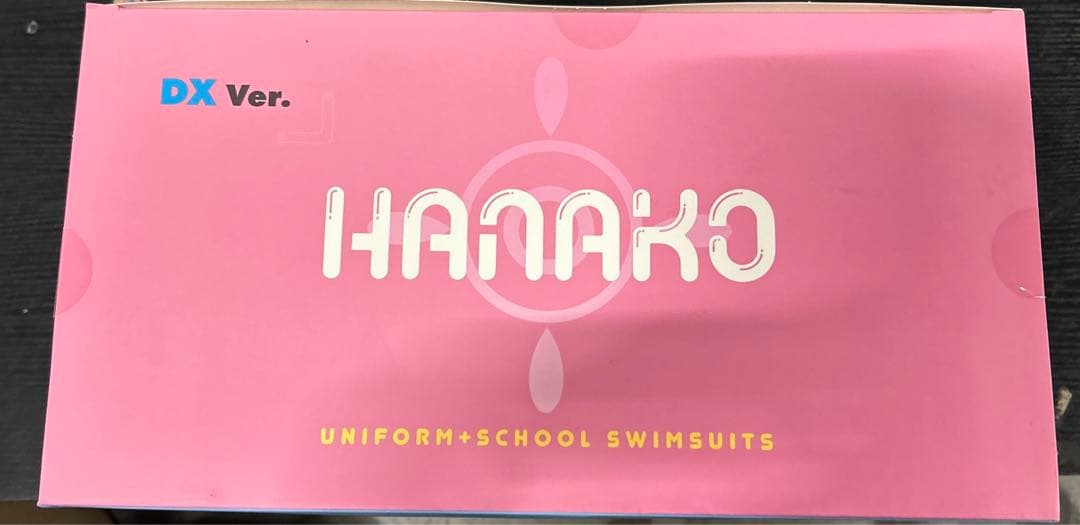 DX Ver.
HANAKO
UNIFORM+SCHOOL SWIMSUITS